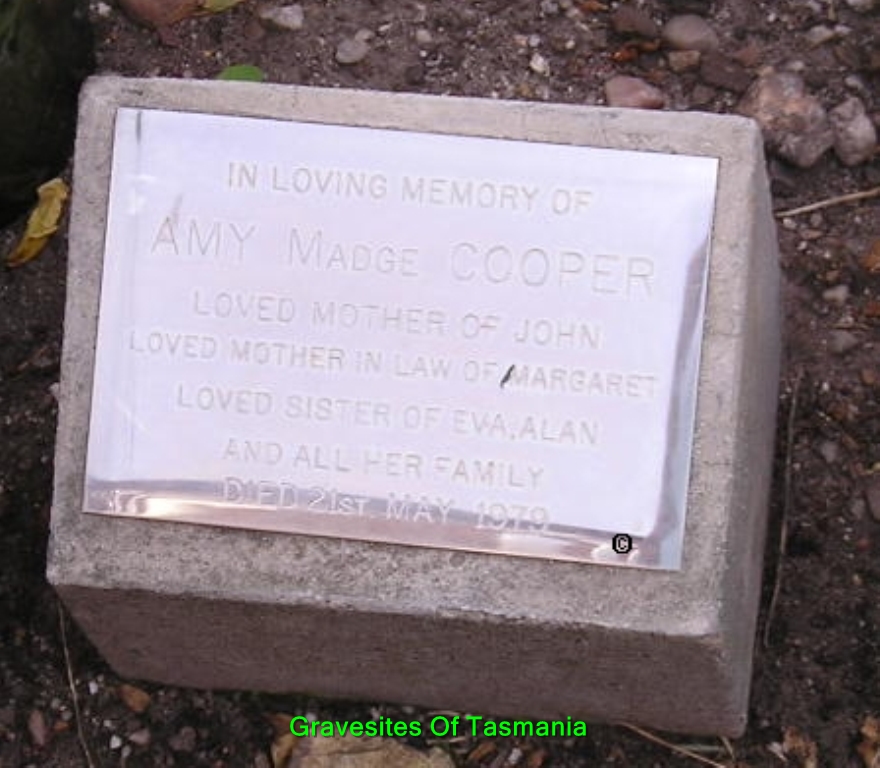 IN LOVING MEMORY OF
AMY MADGE COOPER
LOVED MOTHER OF JOHN
LOVED MOTHER IN LAW OF MARGARET
LOVED SISTER OF EVA, ALAN
AND ALL HER FAMILY
DIED 21ST MAY 1979
©
Gravesites Of Tasmania